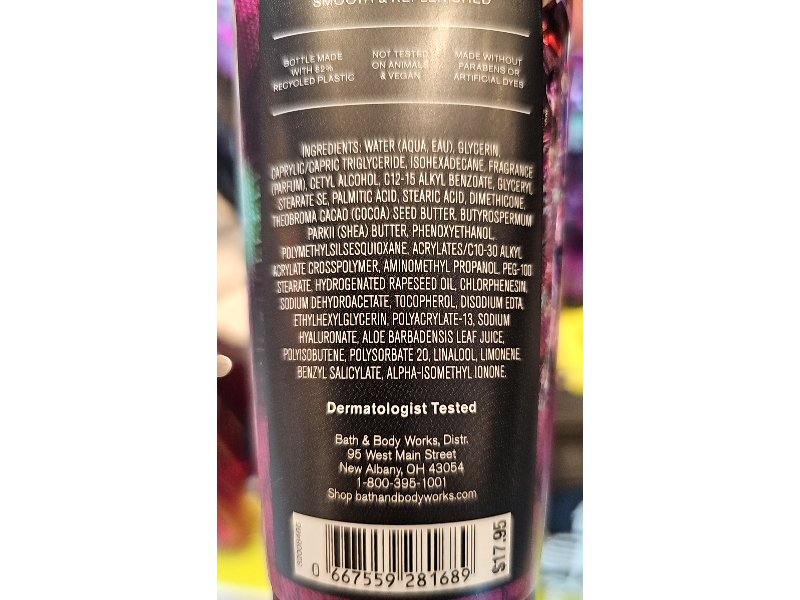 SMOOTH & REPLENISHED
BOTTLE MADE
WITH 82%
RECYCLED PLASTIC
NOT TESTED
ON ANIMALS
& VEGAN
MADE WITHOUT
PARABENS OR
ARTIFICIAL DYES
INGREDIENTS: WATER (AQUA, EAU), GLYCERIN,
CAPRYLIC/CAPRIC TRIGLYCERIDE, ISOHEXADECANE, FRAGRANCE
(PARFUM), CETYL ALCOHOL, C12-15 ALKYL BENZOATE, GLYCERYL
STEARATE SE, PALMITIC ACID, STEARIC ACID, DIMETHICONE,
THEOBROMA CACAO (COCOA) SEED BUTTER, BUTYROSPERMUM
PARKII (SHEA) BUTTER, PHENOXYETHANOL,
POLYMETHYLSILSESQUIOXANE, ACRYLATES/C10-30 ALKYL
ACRYLATE CROSSPOLYMER, AMINOMETHYL PROPANOL, PEG-100
STEARATE, HYDROGENATED RAPESEED OIL, CHLORPHENESIN,
SODIUM DEHYDROACETATE, TOCOPHEROL, DISODIUM EDTA,
ETHYLHEXYLGLYCERIN, POLYACRYLATE-13, SODIUM
HYALURONATE, ALOE BARBADENSIS LEAF JUICE,
POLYISOBUTENE, POLYSORBATE 20, LINALOOL, LIMONENE,
BENZYL SALICYLATE, ALPHA-ISOMETHYL IONONE.
Dermatologist Tested
Bath & Body Works, Distr.
95 West Main Street
New Albany, OH 43054
1-800-395-1001
Shop bathandbodyworks.com
0 667559 281689
$17.95